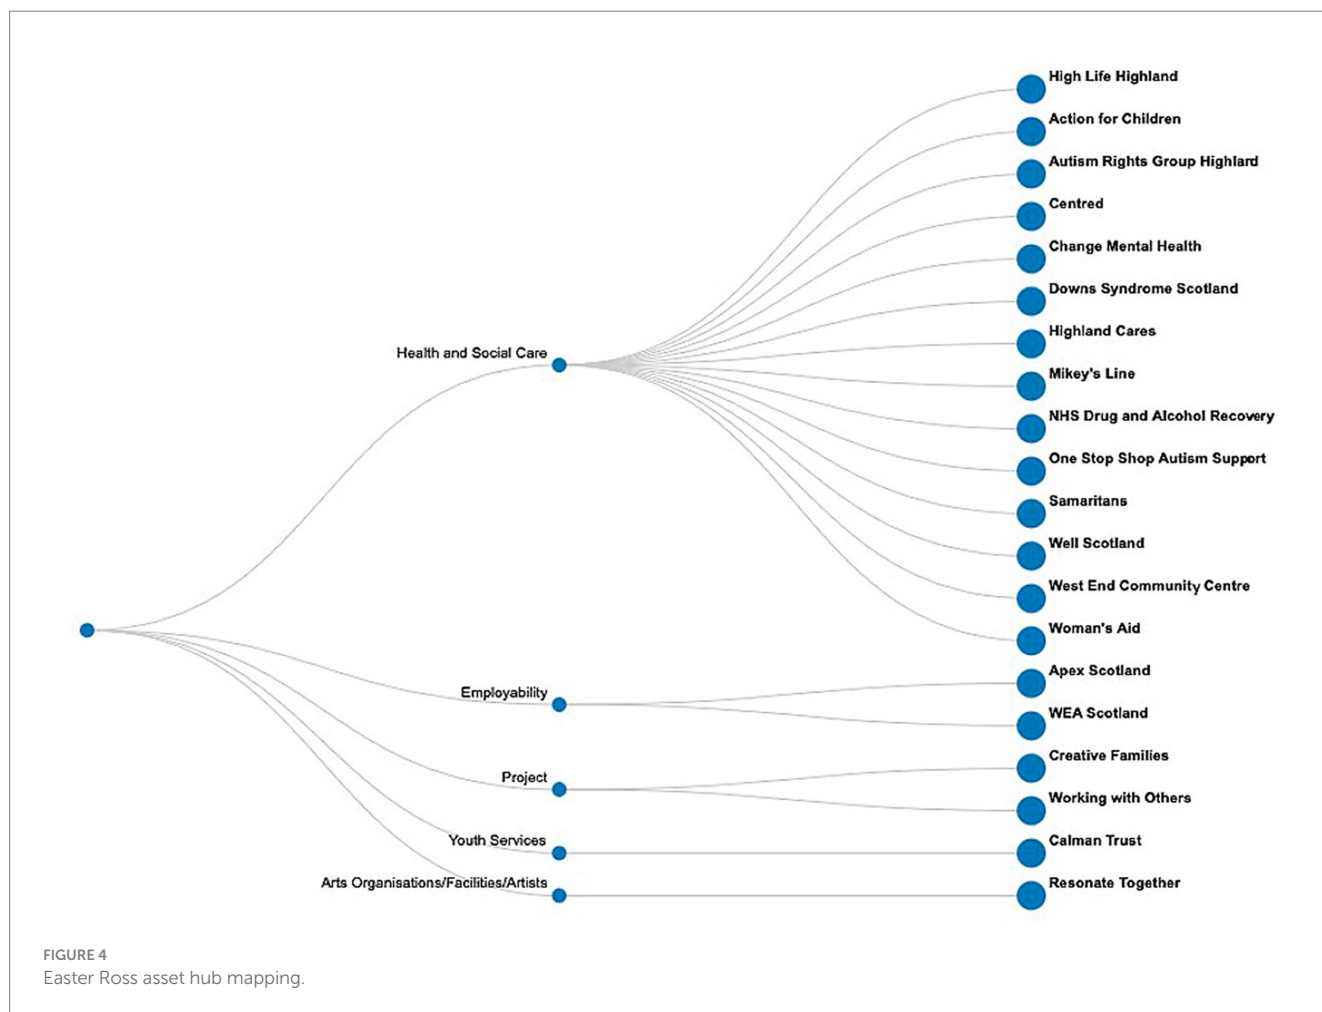 High Life Highland
Action for Children
Autism Rights Group Highlard
Centred
Change Mental Health
Downs Syndrome Scotland
Health and Social Care
Highland Cares
Mikey's Line
NHS Drug and Alcohol Recovery
One Stop Shop Autism Support
Samaritans
Well Scotland
West End Community Centre
Woman's Aid
Apex Scotland
Employability
WEA Scotland
Creative Families
Project
Working with Others
Youth Services
Calman Trust
Arts Organisations/Facilities/Artists
Resonate Together
FIGURE 4
Easter Ross asset hub mapping.